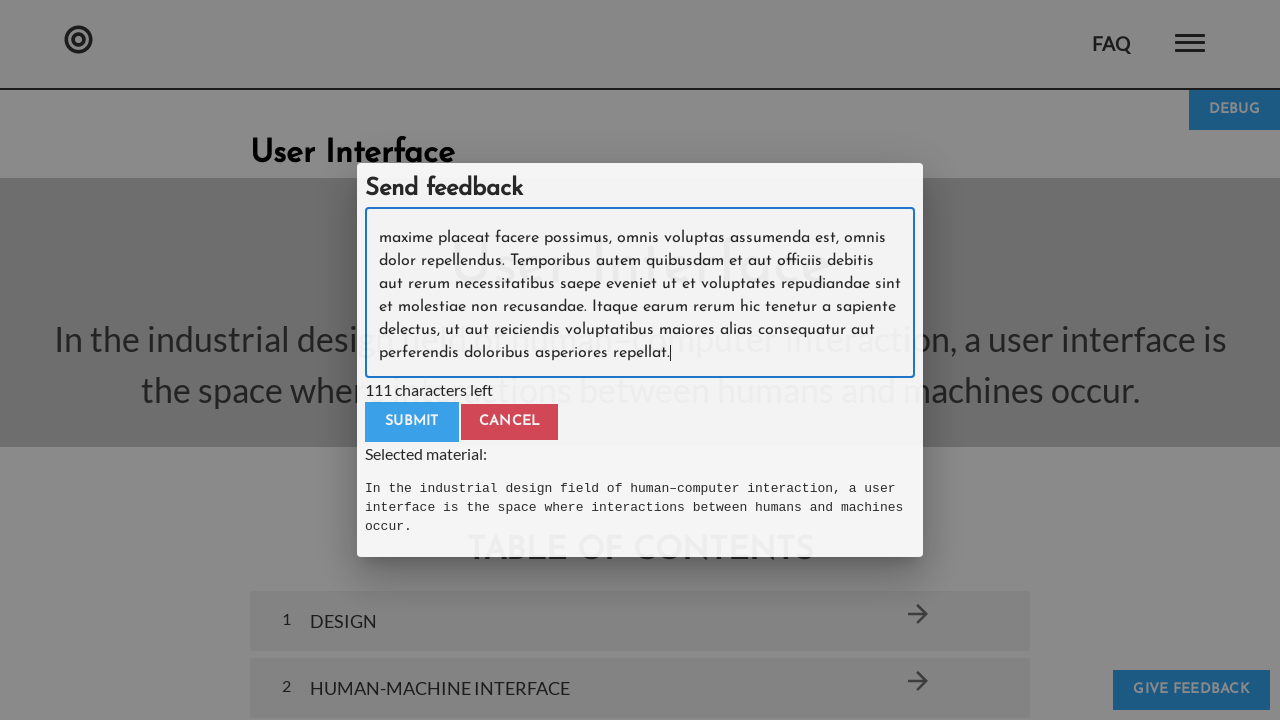 FAQ
DEBUG
User Interface
Send feedback
maxime placeat facere possimus, omnis voluptas assumenda est, omnis
dolor repellendus. Temporibus autem quibusdam et aut officiis debitis
aut rerum necessitatibus saepe eveniet ut et voluptates repudiandae sint
et molestiae non recusandae. Itaque earum rerum hic tenetur a sapiente
delectus, ut aut reiciendis voluptatibus maiores alias consequatur aut
perferendis doloribus asperiores repellat.
111 characters left
SUBMIT CANCEL
Selected material:
In the industrial design field of human–computer interaction, a user
interface is the space where interactions between humans and machines
occur.
User Interface
In the industrial design field of human–computer interaction, a user interface is
the space where interactions between humans and machines occur.
TABLE OF CONTENTS
1 DESIGN
2 HUMAN-MACHINE INTERFACE
GIVE FEEDBACK